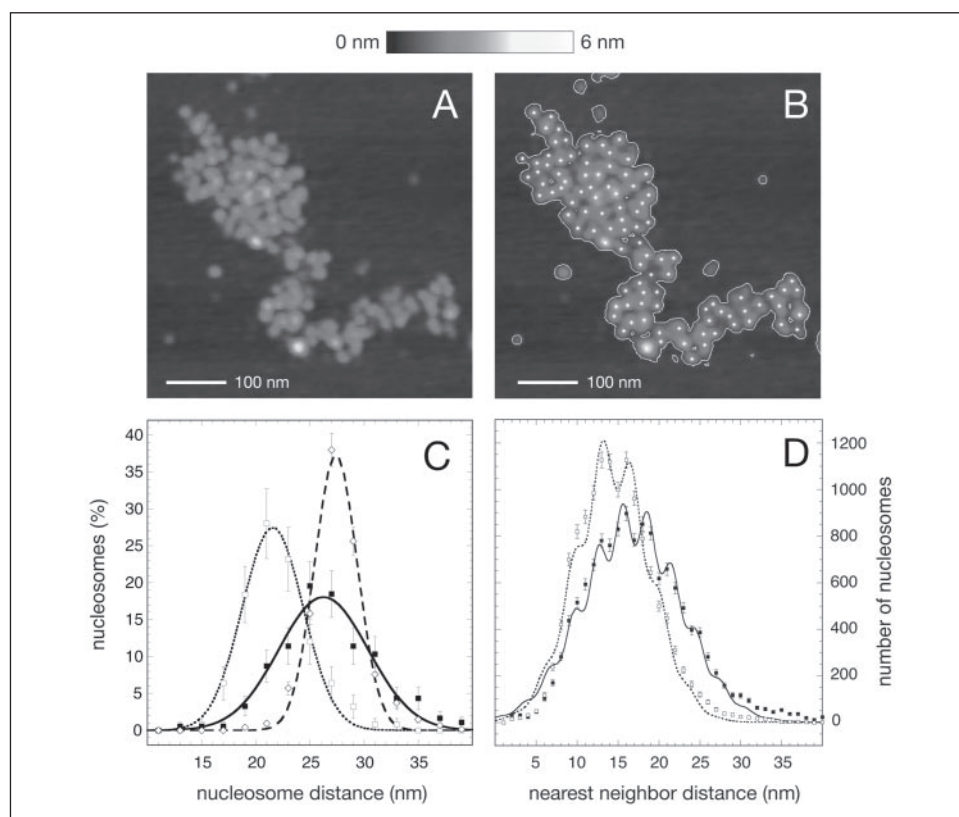 0 nm 6 nm
A
B
100 nm
100 nm
C
D
40
35
30
25
20
15
10
5
0
nucleosomes (%)
15 20 25 30 35
nucleosome distance (nm)
1200
1000
800
600
400
200
0
number of nucleosomes
5 10 15 20 25 30 35
nearest neighbor distance (nm)